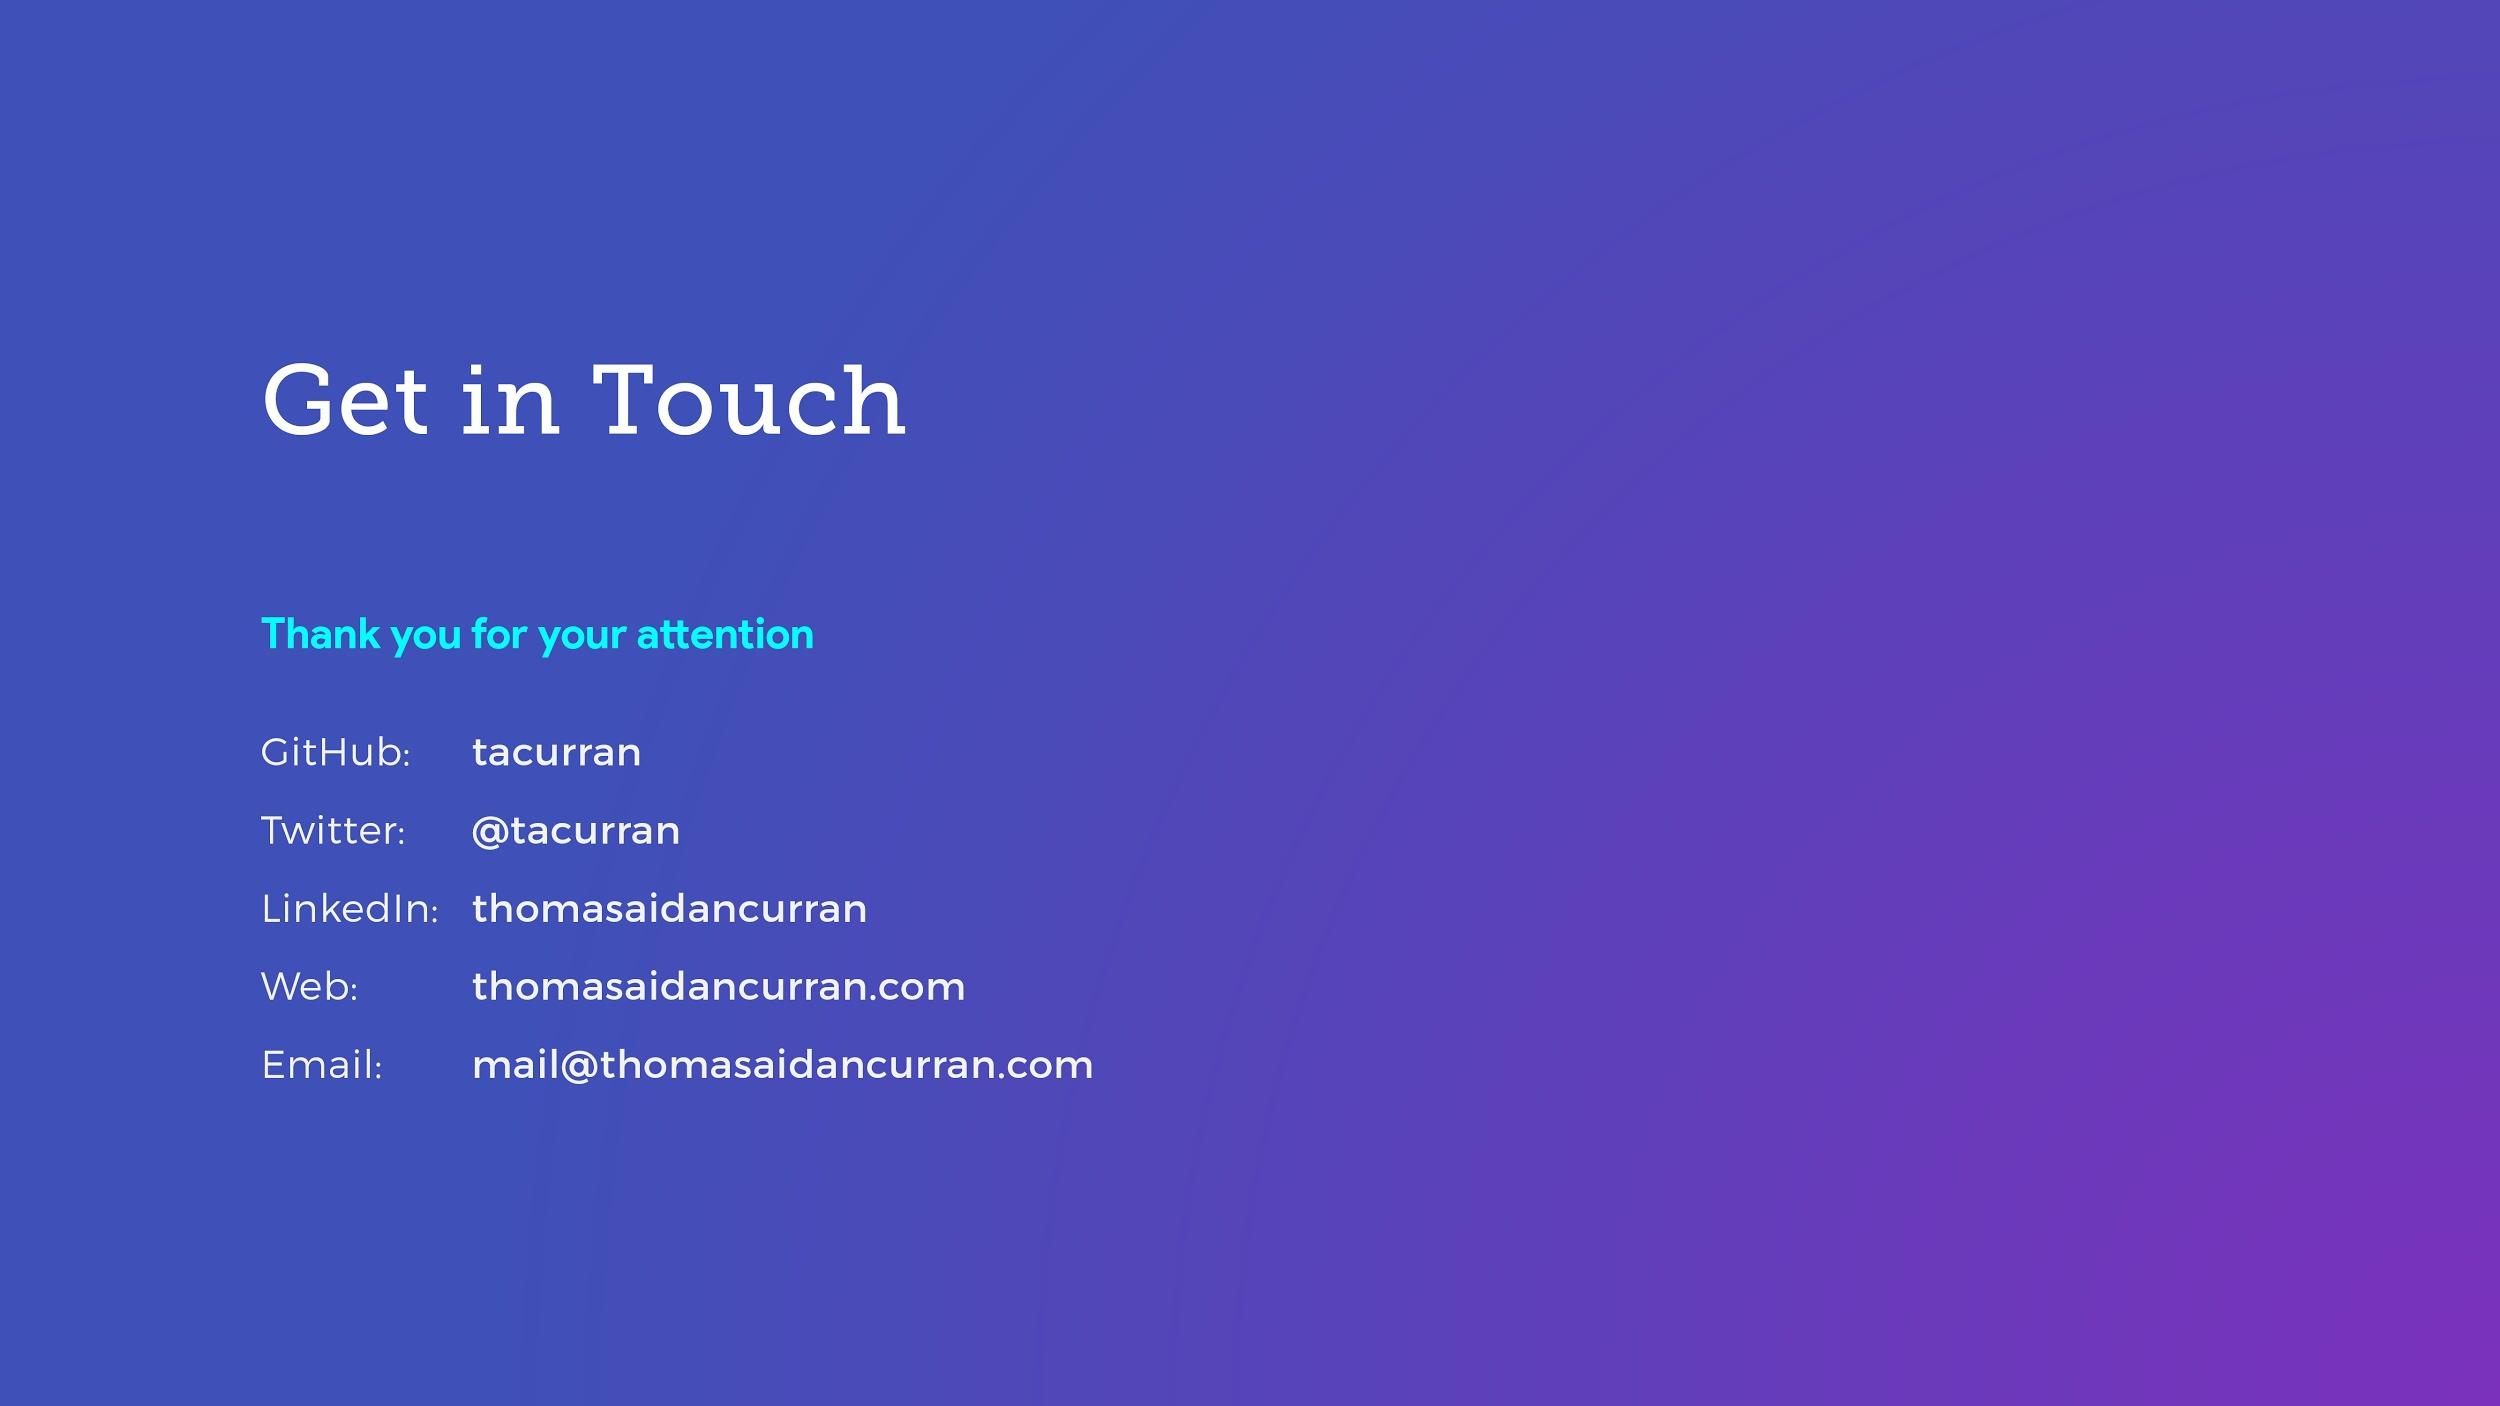 Get in Touch
Thank you for your attention
GitHub: tacurran
Twitter: @tacurran
LinkedIn: thomasaidancurran
Web: thomasaidancurran.com
Email: mail@thomasaidancurran.com